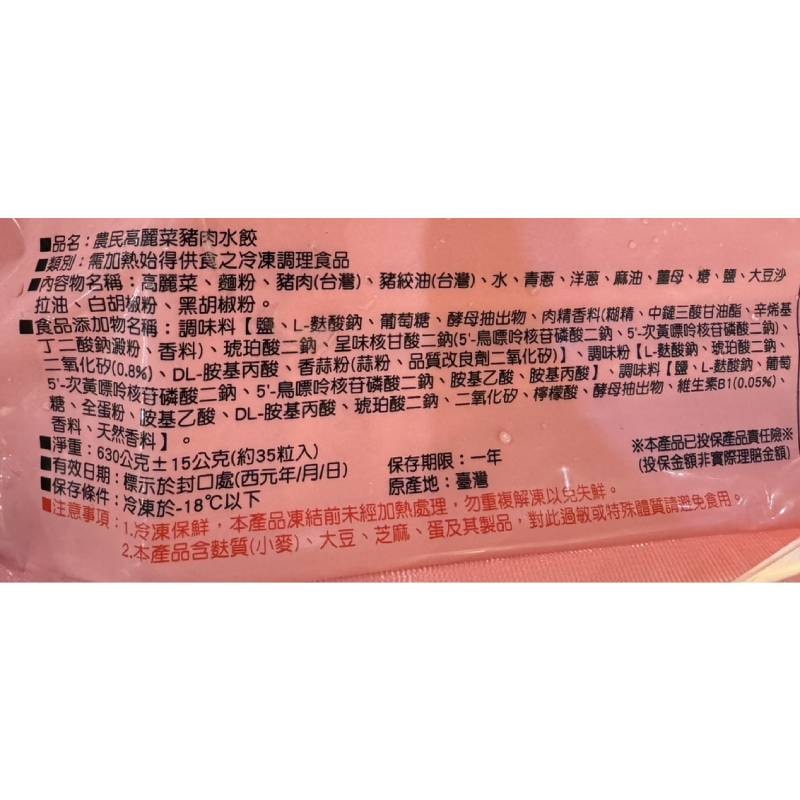 ■品名：農民高麗菜豬肉水餃
■類別：需加熱始得供食之冷凍調理食品
■內容物名稱：高麗菜、麵粉、豬肉(台灣)、豬絞油(台灣)、水、青蔥、洋蔥、麻油、薑母、糖、鹽、大豆沙
拉油、白胡椒粉、黑胡椒粉。
■食品添加物名稱：調味料【鹽、L-麩酸鈉、葡萄糖、酵母抽出物、肉精香料(糊精、中鏈三酸甘油酯、辛烯基
丁二酸鈉澱粉、香料)、琥珀酸二鈉、呈味核甘酸二鈉(5'-鳥嘌呤核苷磷酸二鈉、5'-次黃嘌呤核苷磷酸二鈉)、
二氧化矽(0.8%)、DL-胺基丙酸、香蒜粉(蒜粉、品質改良劑二氧化矽)】、調味粉【L-麩酸鈉、琥珀酸二鈉、
5'-次黃嘌呤核苷磷酸二鈉、5'-鳥嘌呤核苷磷酸二鈉、胺基乙酸、胺基丙酸】、調味料【鹽、L-麩酸鈉、葡萄
糖、全蛋粉、胺基乙酸、DL-胺基丙酸、琥珀酸二鈉、二氧化矽、檸檬酸、酵母抽出物、維生素B1(0.05%)、
香料、天然香料】。
■淨重：630公克±15公克(約35粒入)
■有效日期：標示於封口處(西元年/月/日)
保存期限：一年
※本產品已投保產品責任險※
■保存條件：冷凍於-18℃以下
原產地：臺灣
(投保金額非實際理賠金額)
■注意事項：1.冷凍保鮮，本產品凍結前未經加熱處理，勿重複解凍以免失鮮。
2.本產品含麩質(小麥)、大豆、芝麻、蛋及其製品，對此過敏或特殊體質請避免食用。